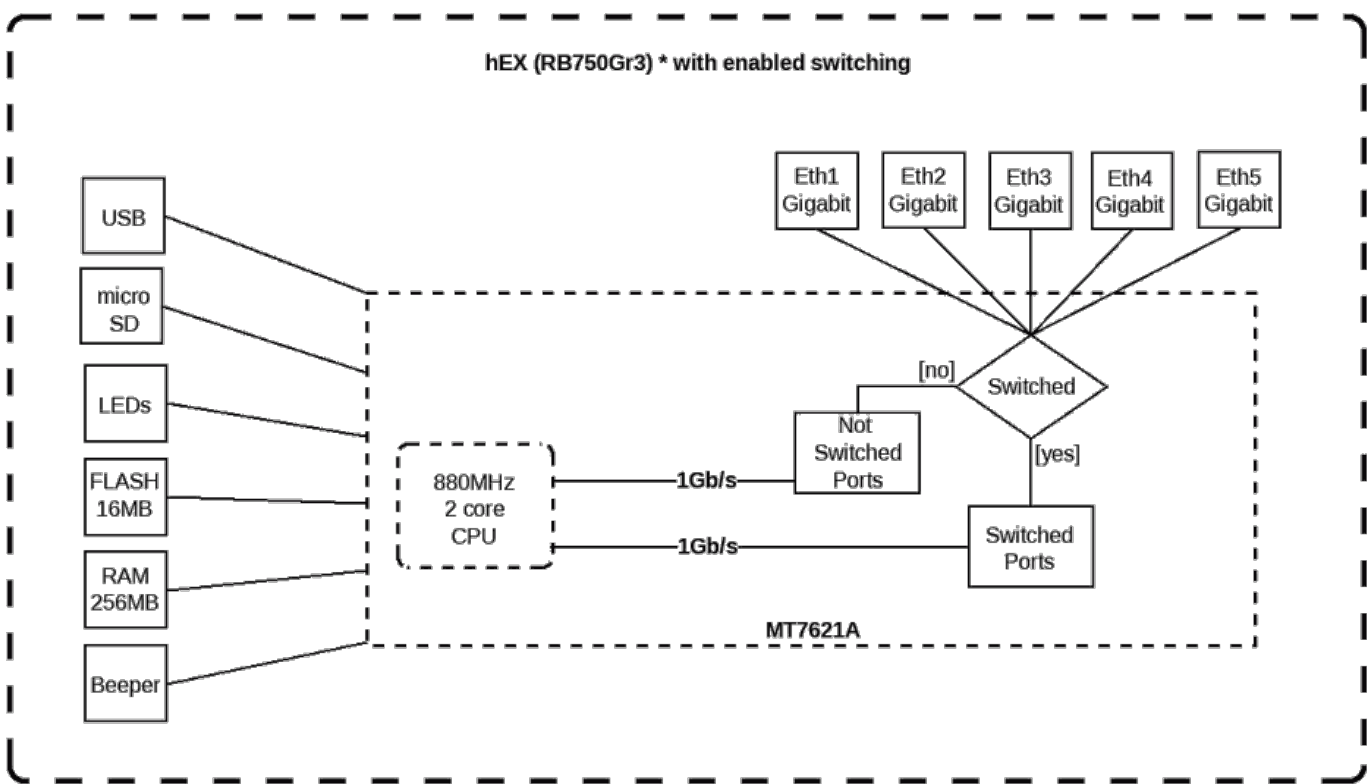 hEX (RB750Gr3) * with enabled switching
Eth1
Gigabit
Eth2
Gigabit
Eth3
Gigabit
Eth4
Gigabit
Eth5
Gigabit
USB
micro
SD
LEDs
FLASH
16MB
RAM
256MB
Beeper
880MHz
2 core
CPU
1Gb/s
1Gb/s
[no]
Switched
[yes]
Not
Switched
Ports
Switched
Ports
MT7621A